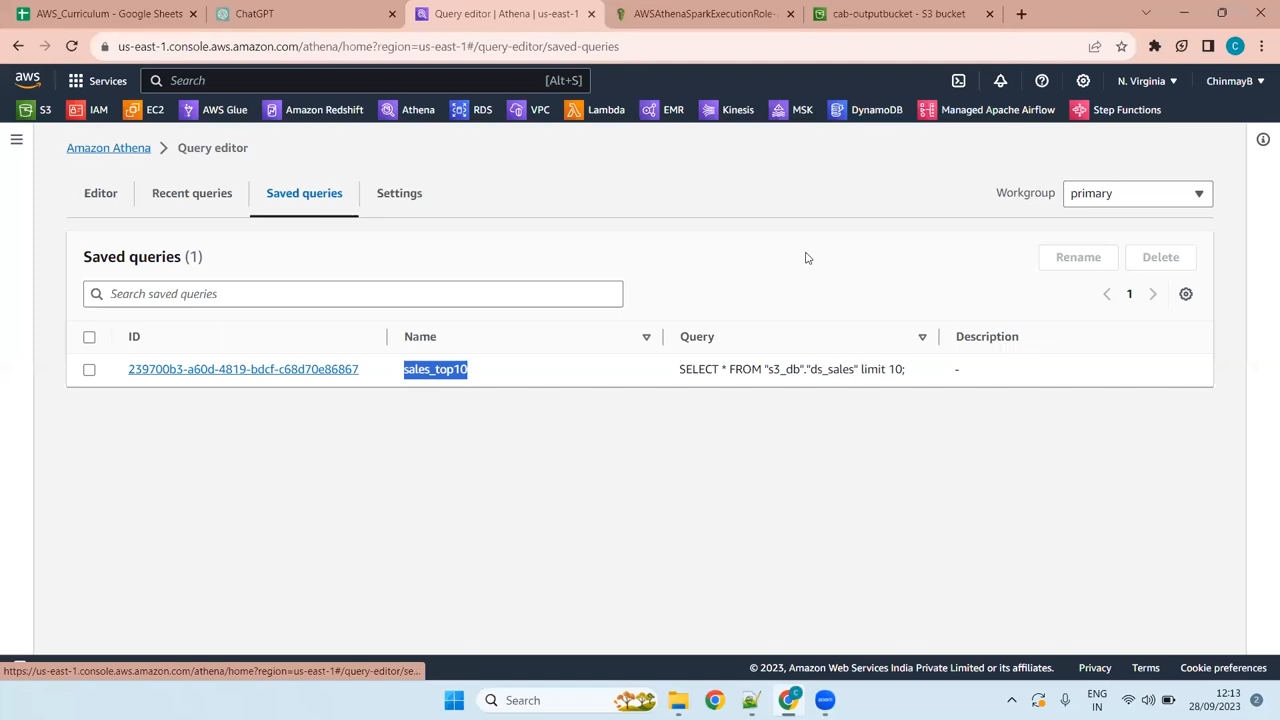 AWS_Curriculum - Google Sheets
ChatGPT
Query editor | Athena | us-east-1
AWSAthenaSparkExecutionRole-
cab-outputbucket - S3 bucket
us-east-1.console.aws.amazon.com/athena/home?region=us-east-1#/query-editor/saved-queries
C
aws
Services
Search
[Alt+S]
N. Virginia
ChinmayB
S3
IAM
EC2
AWS Glue
Amazon Redshift
Athena
RDS
VPC
Lambda
EMR
Kinesis
MSK
DynamoDB
Managed Apache Airflow
Step Functions
Amazon Athena
Query editor
Editor
Recent queries
Saved queries
Settings
Workgroup
primary
Saved queries (1)
Rename
Delete
Search saved queries
1
ID
Name
Query
Description
239700b3-a60d-4819-bdcf-c68d70e86867
sales_top10
SELECT * FROM "s3_db"."ds_sales" limit 10;
-
https://us-east-1.console.aws.amazon.com/athena/home?region=us-east-1#/query-editor/se...
© 2023, Amazon Web Services India Private Limited or its affiliates.
Privacy
Terms
Cookie preferences
Search
ENG
IN
12:13
28/09/2023
2